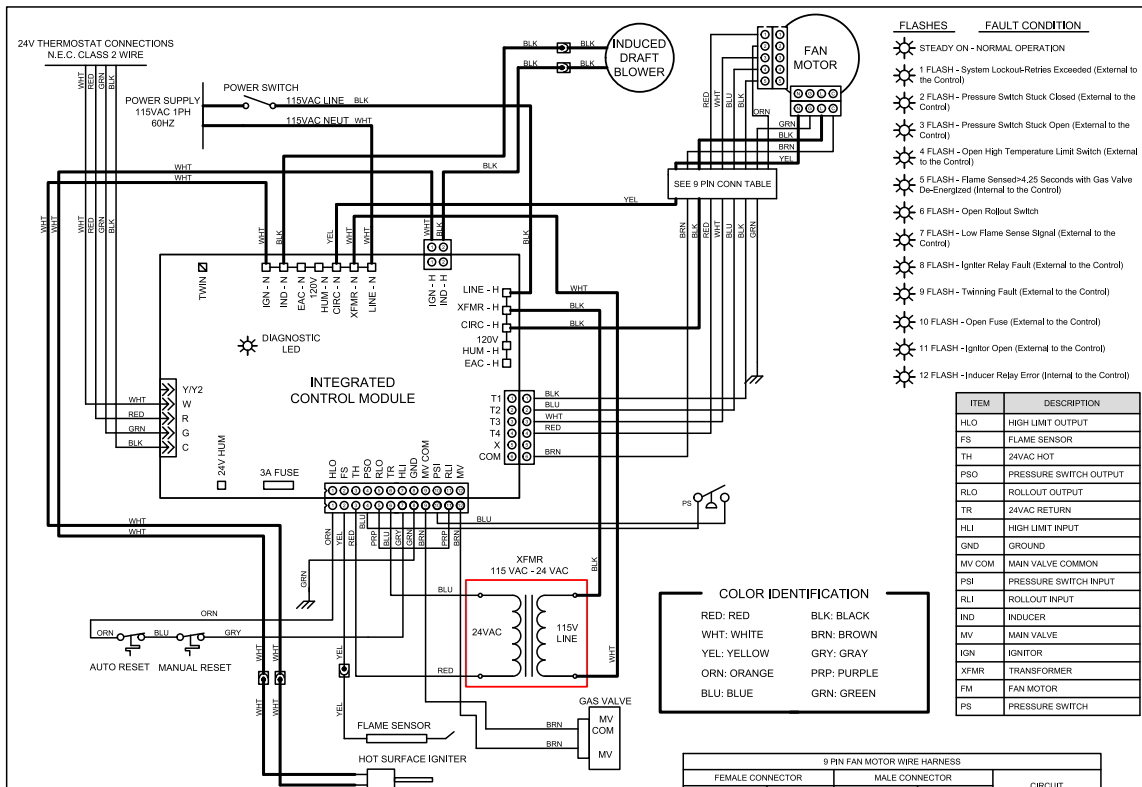 24V THERMOSTAT CONNECTIONS
N.E.C. CLASS 2 WIRE
WHT
RED
GRN
BLK
POWER SUPPLY
115VAC 1PH
60HZ
POWER SWITCH
115VAC LINE
BLK
115VAC NEUT
WHT
BLK
BLK
BLK
BLK
INDUCED
DRAFT
BLOWER
FAN
MOTOR
RED
WHT
BLU
BLK
ORN
GRN
BLK
BRN
YEL
SEE 9 PIN CONN TABLE
YEL
BRN
BLK
RED
WHT
BLU
BLK
GRN
WHT
WHT
BLK
BLK
WHT
WHT
WHT
RED
GRN
BLK
WHT
BLK
YEL
WHT
WHT
WHT
BLK
TWIN
IGN - N
IND - N
EAC - N
120V
HUM - N
CIRC - N
XFMR - N
LINE - N
IGN - H
IND - H
LINE - H
XFMR - H
CIRC - H
120V
HUM - H
EAC - H
WHT
BLK
BLK
DIAGNOSTIC
LED
INTEGRATED
CONTROL MODULE
Y/Y2
W
R
G
C
WHT
RED
GRN
BLK
T1
T2
T3
T4
X
COM
BLK
BLU
WHT
RED
BRN
24V HUM
3A FUSE
HLO
FS
TH
PSO
RLO
TR
HLI
GND
MV COM
PSI
RLI
MV
ORN
YEL
RED
BLU
PRP
BLU
GRY
GRN
BRN
PRP
BRN
BLU
PS
WHT
WHT
GRN
XFMR
115 VAC - 24 VAC
BLU
RED
24VAC
115V
LINE
BLK
WHT
ORN
ORN
BLU
GRY
AUTO RESET
MANUAL RESET
WHT
WHT
WHT
WHT
YEL
YEL
FLAME SENSOR
HOT SURFACE IGNITER
GAS VALVE
BRN
BRN
MV
COM
MV
COLOR IDENTIFICATION
RED: RED BLK: BLACK
WHT: WHITE BRN: BROWN
YEL: YELLOW GRY: GRAY
ORN: ORANGE PRP: PURPLE
BLU: BLUE GRN: GREEN
FLASHES FAULT CONDITION
STEADY ON - NORMAL OPERATION
1 FLASH - System Lockout-Retries Exceeded (External to
the Control)
2 FLASH - Pressure Switch Stuck Closed (External to the
Control)
3 FLASH - Pressure Switch Stuck Open (External to the
Control)
4 FLASH - Open High Temperature Limit Switch (External
to the Control)
5 FLASH - Flame Sensed>4.25 Seconds with Gas Valve
De-Energized (Internal to the Control)
6 FLASH - Open Rollout Switch
7 FLASH - Low Flame Sense Signal (External to the
Control)
8 FLASH - Igniter Relay Fault (External to the Control)
9 FLASH - Twinning Fault (External to the Control)
10 FLASH - Open Fuse (External to the Control)
11 FLASH - Ignitor Open (External to the Control)
12 FLASH - Inducer Relay Error (Internal to the Control)
ITEM DESCRIPTION
HLO HIGH LIMIT OUTPUT
FS FLAME SENSOR
TH 24VAC HOT
PSO PRESSURE SWITCH OUTPUT
RLO ROLLOUT OUTPUT
TR 24VAC RETURN
HLI HIGH LIMIT INPUT
GND GROUND
MV COM MAIN VALVE COMMON
PSI PRESSURE SWITCH INPUT
RLI ROLLOUT INPUT
IND INDUCER
MV MAIN VALVE
IGN IGNITOR
XFMR TRANSFORMER
FM FAN MOTOR
PS PRESSURE SWITCH
9 PIN FAN MOTOR WIRE HARNESS
FEMALE CONNECTOR MALE CONNECTOR CIRCUIT